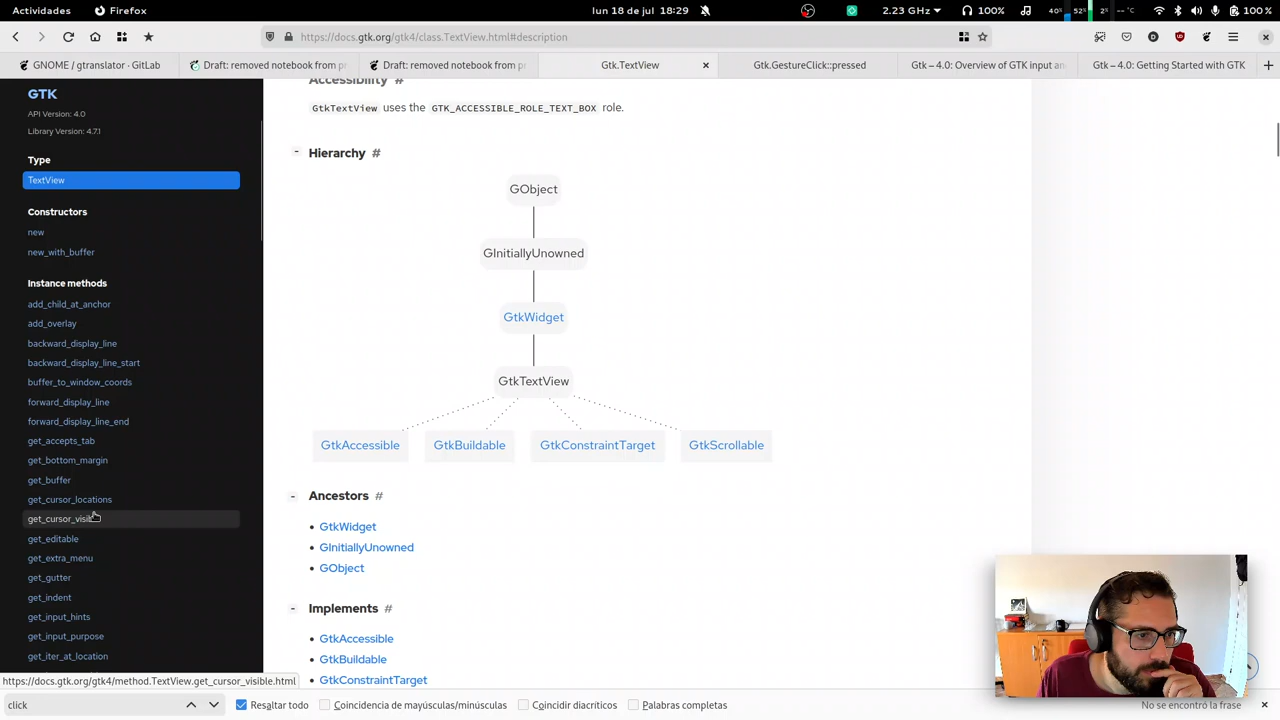 Actividades Firefox lun 18 de jul 18:29 2.23 GHz 100% 40% 52% 2% --°C 100 %
https://docs.gtk.org/gtk4/class.TextView.html#description
GNOME / gtranslator · GitLab Draft: removed notebook from pr Draft: removed notebook from pr Gtk.TextView Gtk.GestureClick::pressed Gtk – 4.0: Overview of GTK input an Gtk – 4.0: Getting Started with GTK
GTK
API Version: 4.0
Library Version: 4.7.1
Type
TextView
Constructors
new
new_with_buffer
Instance methods
add_child_at_anchor
add_overlay
backward_display_line
backward_display_line_start
buffer_to_window_coords
forward_display_line
forward_display_line_end
get_accepts_tab
get_bottom_margin
get_buffer
get_cursor_locations
get_cursor_visib
get_editable
get_extra_menu
get_gutter
get_indent
get_input_hints
get_input_purpose
get_iter_at_location
Accessibility #
GtkTextView uses the GTK_ACCESSIBLE_ROLE_TEXT_BOX role.
- Hierarchy #
GObject
GInitiallyUnowned
GtkWidget
GtkTextView
GtkAccessible GtkBuildable GtkConstraintTarget GtkScrollable
- Ancestors #
• GtkWidget
• GInitiallyUnowned
• GObject
- Implements #
• GtkAccessible
• GtkBuildable
• GtkConstraintTarget
https://docs.gtk.org/gtk4/method.TextView.get_cursor_visible.html
click Resaltar todo Coincidencia de mayúsculas/minúsculas Coincidir diacríticos Palabras completas No se encontró la frase